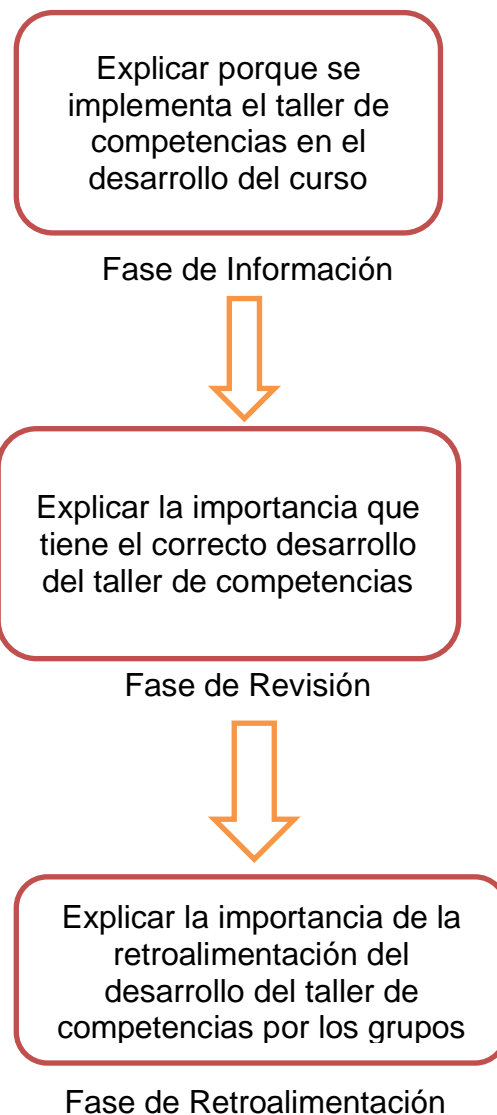 Explicar porque se
implementa el taller de
competencias en el
desarrollo del curso
Fase de Información
Explicar la importancia que
tiene el correcto desarrollo
del taller de competencias
Fase de Revisión
Explicar la importancia de la
retroalimentación del
desarrollo del taller de
competencias por los grupos
Fase de Retroalimentación